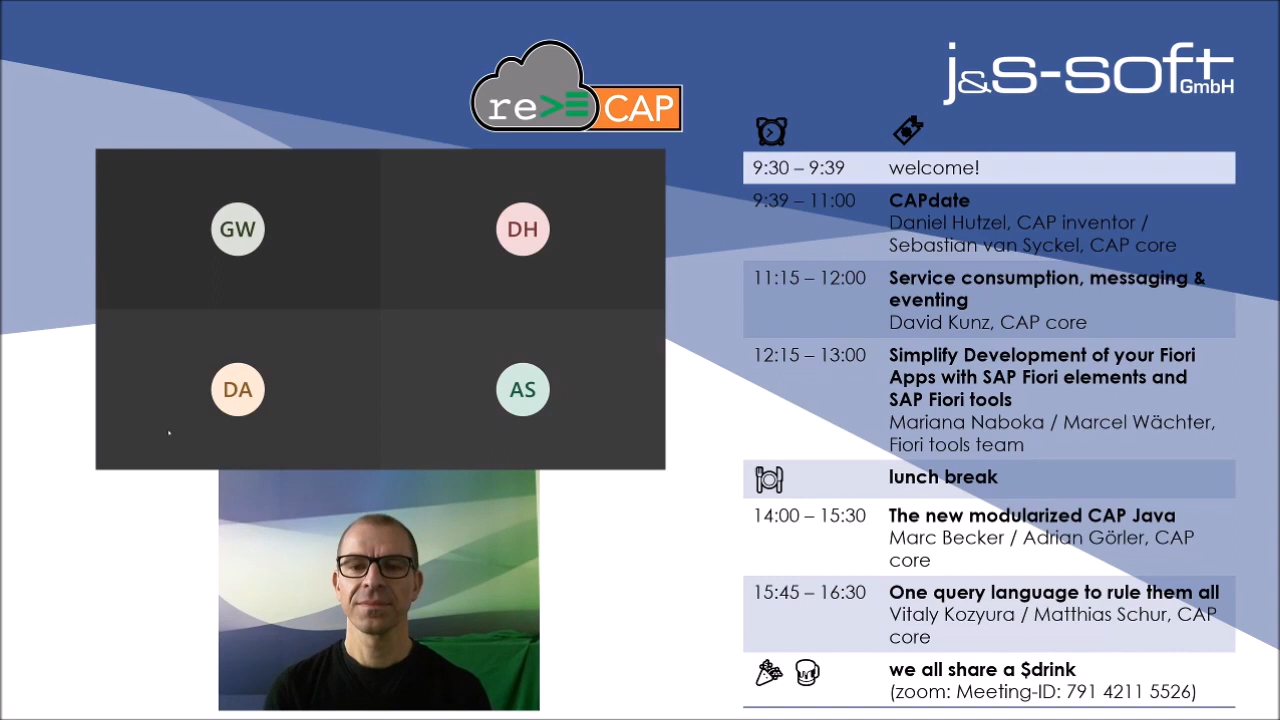 re>≡ CAP
j&s-soft
GmbH
GW
DH
DA
AS
9:30 – 9:39 welcome!
9:39 – 11:00 CAPdate
Daniel Hutzel, CAP inventor /
Sebastian van Syckel, CAP core
11:15 – 12:00 Service consumption, messaging &
eventing
David Kunz, CAP core
12:15 – 13:00 Simplify Development of your Fiori
Apps with SAP Fiori elements and
SAP Fiori tools
Mariana Naboka / Marcel Wächter,
Fiori tools team
lunch break
14:00 – 15:30 The new modularized CAP Java
Marc Becker / Adrian Görler, CAP
core
15:45 – 16:30 One query language to rule them all
Vitaly Kozyura / Matthias Schur, CAP
core
we all share a $drink
(zoom: Meeting-ID: 791 4211 5526)